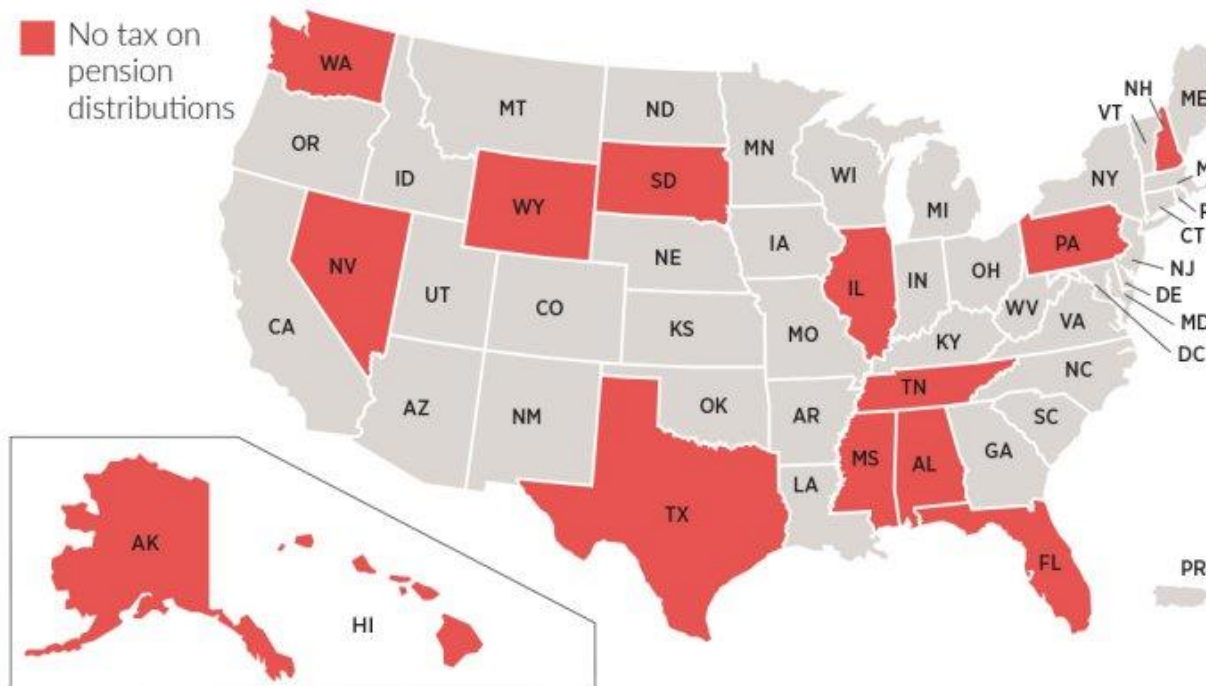 No tax on
pension
distributions
WA
MT
ND
MN
OR
ID
SD
WI
MI
NY
VT
NH
ME
WY
NV
UT
CO
NE
IA
IL
IN
OH
PA
CT
NJ
DE
MD
DC
CA
KS
MO
KY
WV
VA
NC
AZ
NM
OK
AR
TN
SC
GA
MS
AL
LA
TX
FL
AK
HI
PR